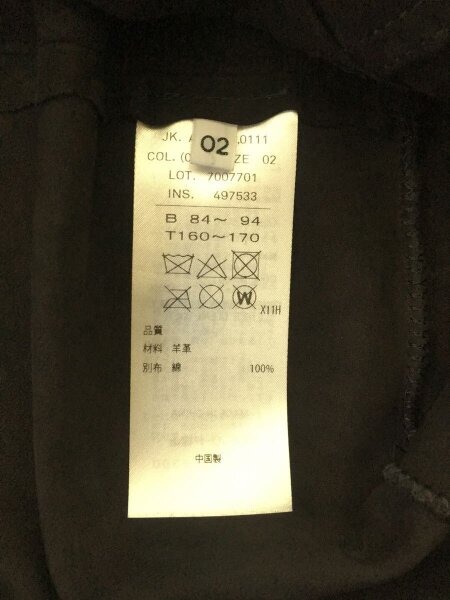 JK. A 0111
02
COL. (0 ZE 02
LOT. 7007701
INS. 497533
B 84～ 94
T160～170
W
X11H
品質
材料 羊革
別布 綿 100%
中国製